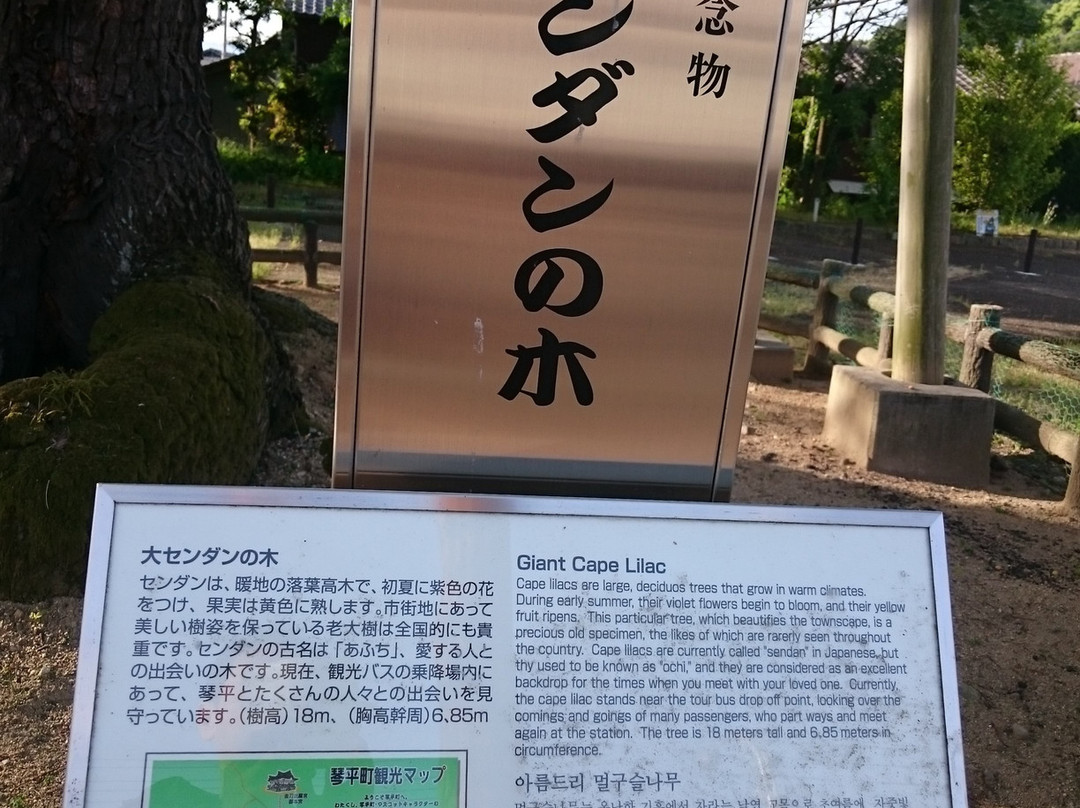 念物
ンダンの木
大センダンの木
センダンは、暖地の落葉高木で、初夏に紫色の花
をつけ、果実は黄色に熟します。市街地にあって
美しい樹姿を保っている老大樹は全国的にも貴
重です。センダンの古名は「あふち」、愛する人と
の出会いの木です。現在、観光バスの乗降場内に
あって、琴平とたくさんの人々との出会いを見
守っています。(樹高)18m、(胸高幹周)6.85m
琴平町観光マップ
ようこそ琴平町へ。
Giant Cape Lilac
Cape lilacs are large, deciduos trees that grow in warm climates.
During early summer, their violet flowers begin to bloom, and their yellow
fruit ripens. This particular tree, which beautifies the townscape, is a
precious old specimen, the likes of which are rarerly seen throughout
the country. Cape lilacs are currently called "sendan" in Japanese, but
thy used to be known as "ochi," and they are considered as an excellent
backdrop for the times when you meet with your loved one. Currently,
the cape lilac stands near the tour bus drop off point, looking over the
comings and goings of many passengers, who part ways and meet
again at the station. The tree is 18 meters tall and 6.85 meters in
circumference.
아름드리 멀구슬나무